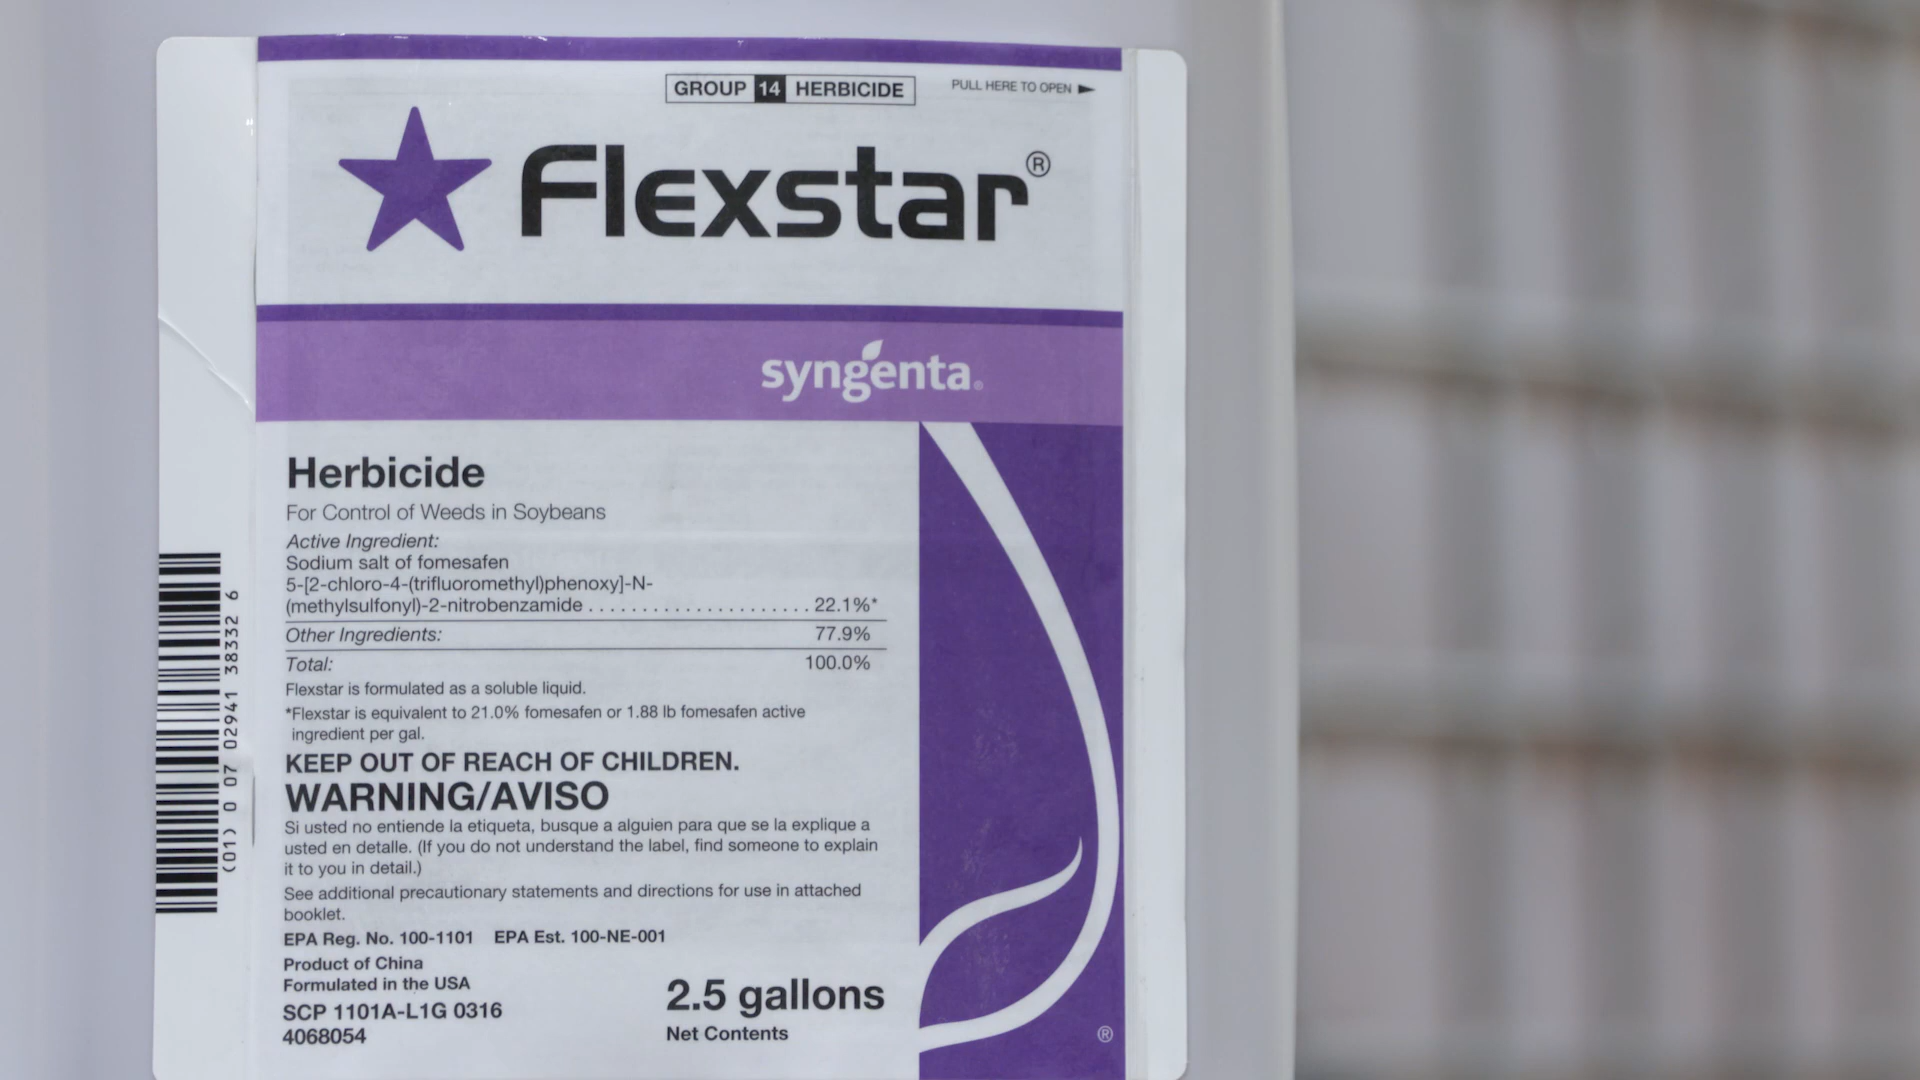 GROUP 14 HERBICIDE
PULL HERE TO OPEN
Flexstar®
syngenta®
Herbicide
For Control of Weeds in Soybeans
Active Ingredient:
Sodium salt of fomesafen
5-[2-chloro-4-(trifluoromethyl)phenoxy]-N-
(methylsulfonyl)-2-nitrobenzamide . . . . . . . . . . . . . . . . . . . . . 22.1%*
Other Ingredients: 77.9%
Total: 100.0%
Flexstar is formulated as a soluble liquid.
*Flexstar is equivalent to 21.0% fomesafen or 1.88 lb fomesafen active
ingredient per gal.
KEEP OUT OF REACH OF CHILDREN.
WARNING/AVISO
Si usted no entiende la etiqueta, busque a alguien para que se la explique a
usted en detalle. (If you do not understand the label, find someone to explain
it to you in detail.)
See additional precautionary statements and directions for use in attached
booklet.
EPA Reg. No. 100-1101 EPA Est. 100-NE-001
Product of China
Formulated in the USA
SCP 1101A-L1G 0316
4068054
2.5 gallons
Net Contents
®
(01) 0 07 02941 38332 6